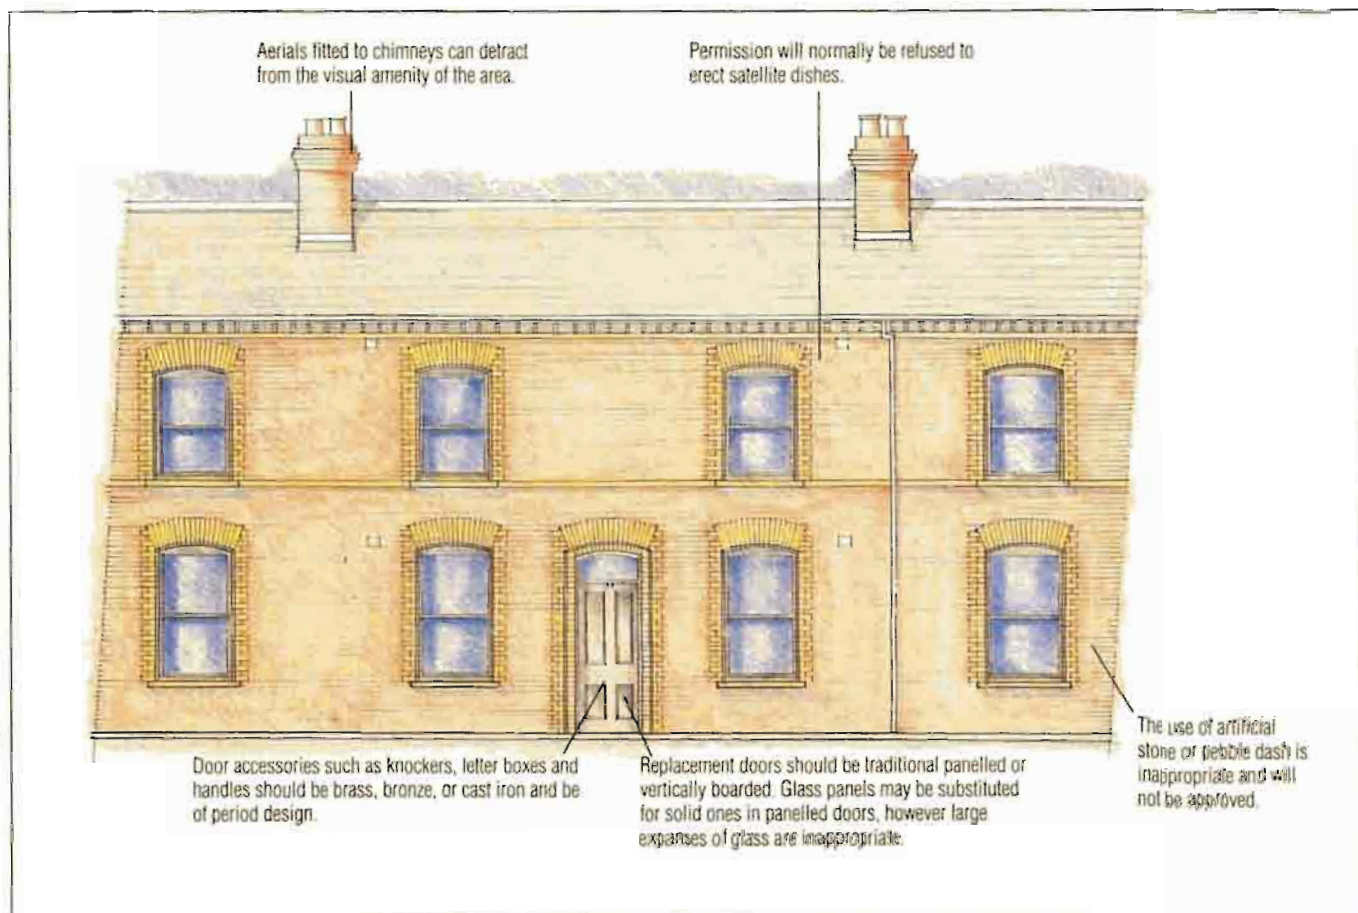 Aerials fitted to chimneys can detract
from the visual amenity of the area.
Permission will normally be refused to
erect satellite dishes.
Door accessories such as knockers, letter boxes and
handles should be brass, bronze, or cast iron and be
of period design.
Replacement doors should be traditional panelled or
vertically boarded. Glass panels may be substituted
for solid ones in panelled doors, however large
expanses of glass are inappropriate.
The use of artificial
stone or pebble dash is
inappropriate and will
not be approved.